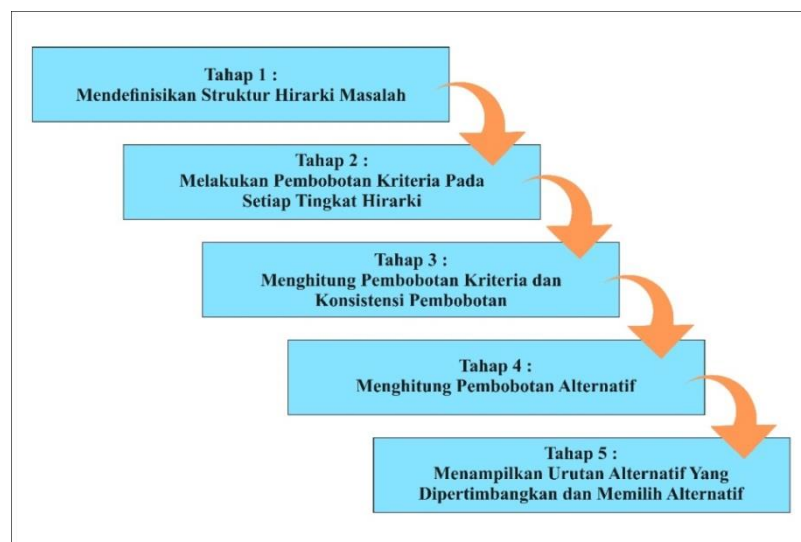 Tahap 1 :
Mendefinisikan Struktur Hirarki Masalah
Tahap 2 :
Melakukan Pembobotan Kriteria Pada
Setiap Tingkat Hirarki
Tahap 3 :
Menghitung Pembobotan Kriteria dan
Konsistensi Pembobotan
Tahap 4 :
Menghitung Pembobotan Alternatif
Tahap 5 :
Menampilkan Urutan Alternatif Yang
Dipertimbangkan dan Memilih Alternatif